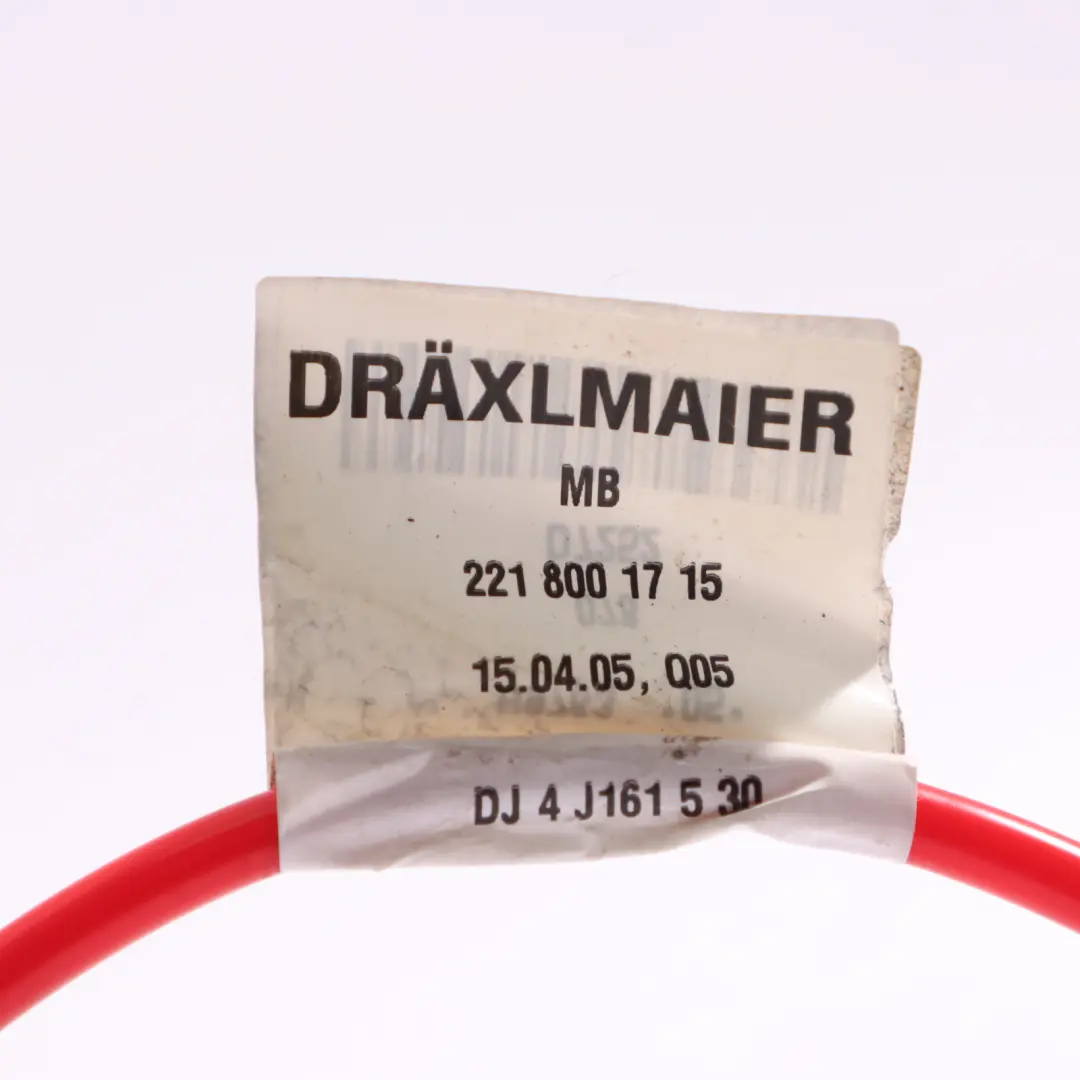 DRÄXLMAIER
MB
221 800 17 15
15.04.05, Q05
DJ 4 J161 5 30